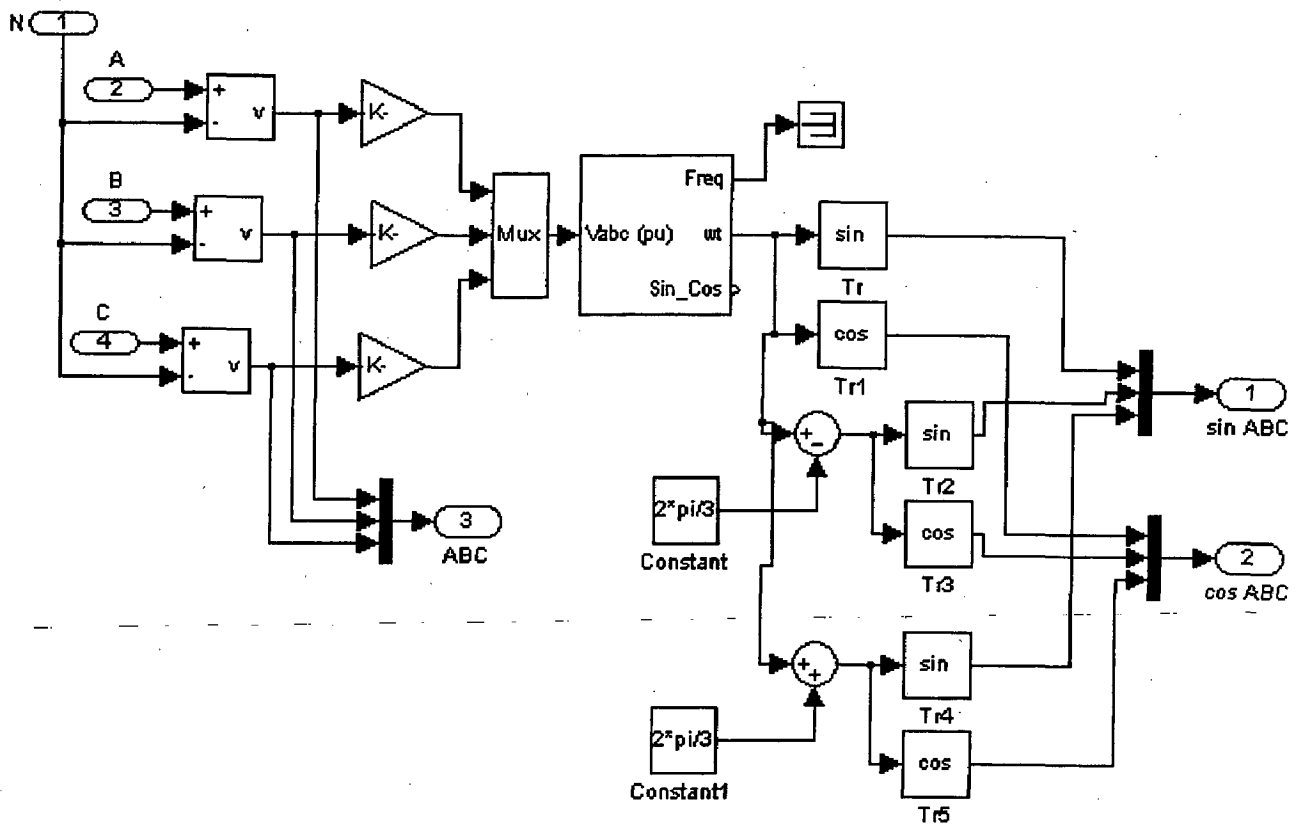 N 1
A
2
+
-
v
K-
B
3
+
-
v
K-
C
4
+
-
v
K-
Mux
Vabc (pu)
Freq
wt
Sin_Cos
sin
Tr
cos
Tr1
+
-
sin
Tr2
2*pi/3
Constant
cos
Tr3
+
+
sin
Tr4
2*pi/3
Constant1
cos
Tr5
1
sin ABC
2
cos ABC
3
ABC